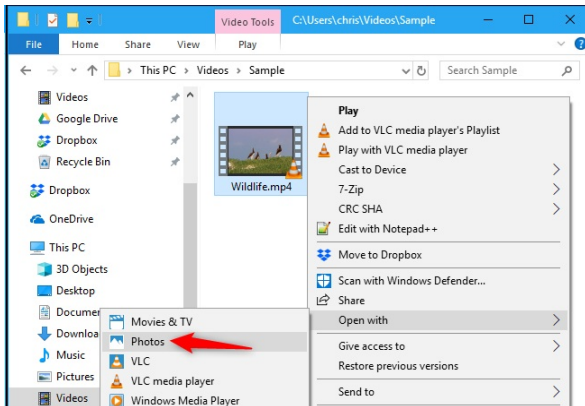 Video Tools
C:\Users\chris\Videos\Sample
File
Home
Share
View
Play
This PC
Videos
Sample
Search Sample
Videos
Google Drive
Dropbox
Recycle Bin
Dropbox
OneDrive
This PC
3D Objects
Desktop
Documen
Downloa
Music
Pictures
Videos
Wildlife.mp4
Play
Add to VLC media player's Playlist
Play with VLC media player
Cast to Device
7-Zip
CRC SHA
Edit with Notepad++
Move to Dropbox
Scan with Windows Defender...
Share
Open with
Give access to
Restore previous versions
Send to
Movies & TV
Photos
VLC
VLC media player
Windows Media Player